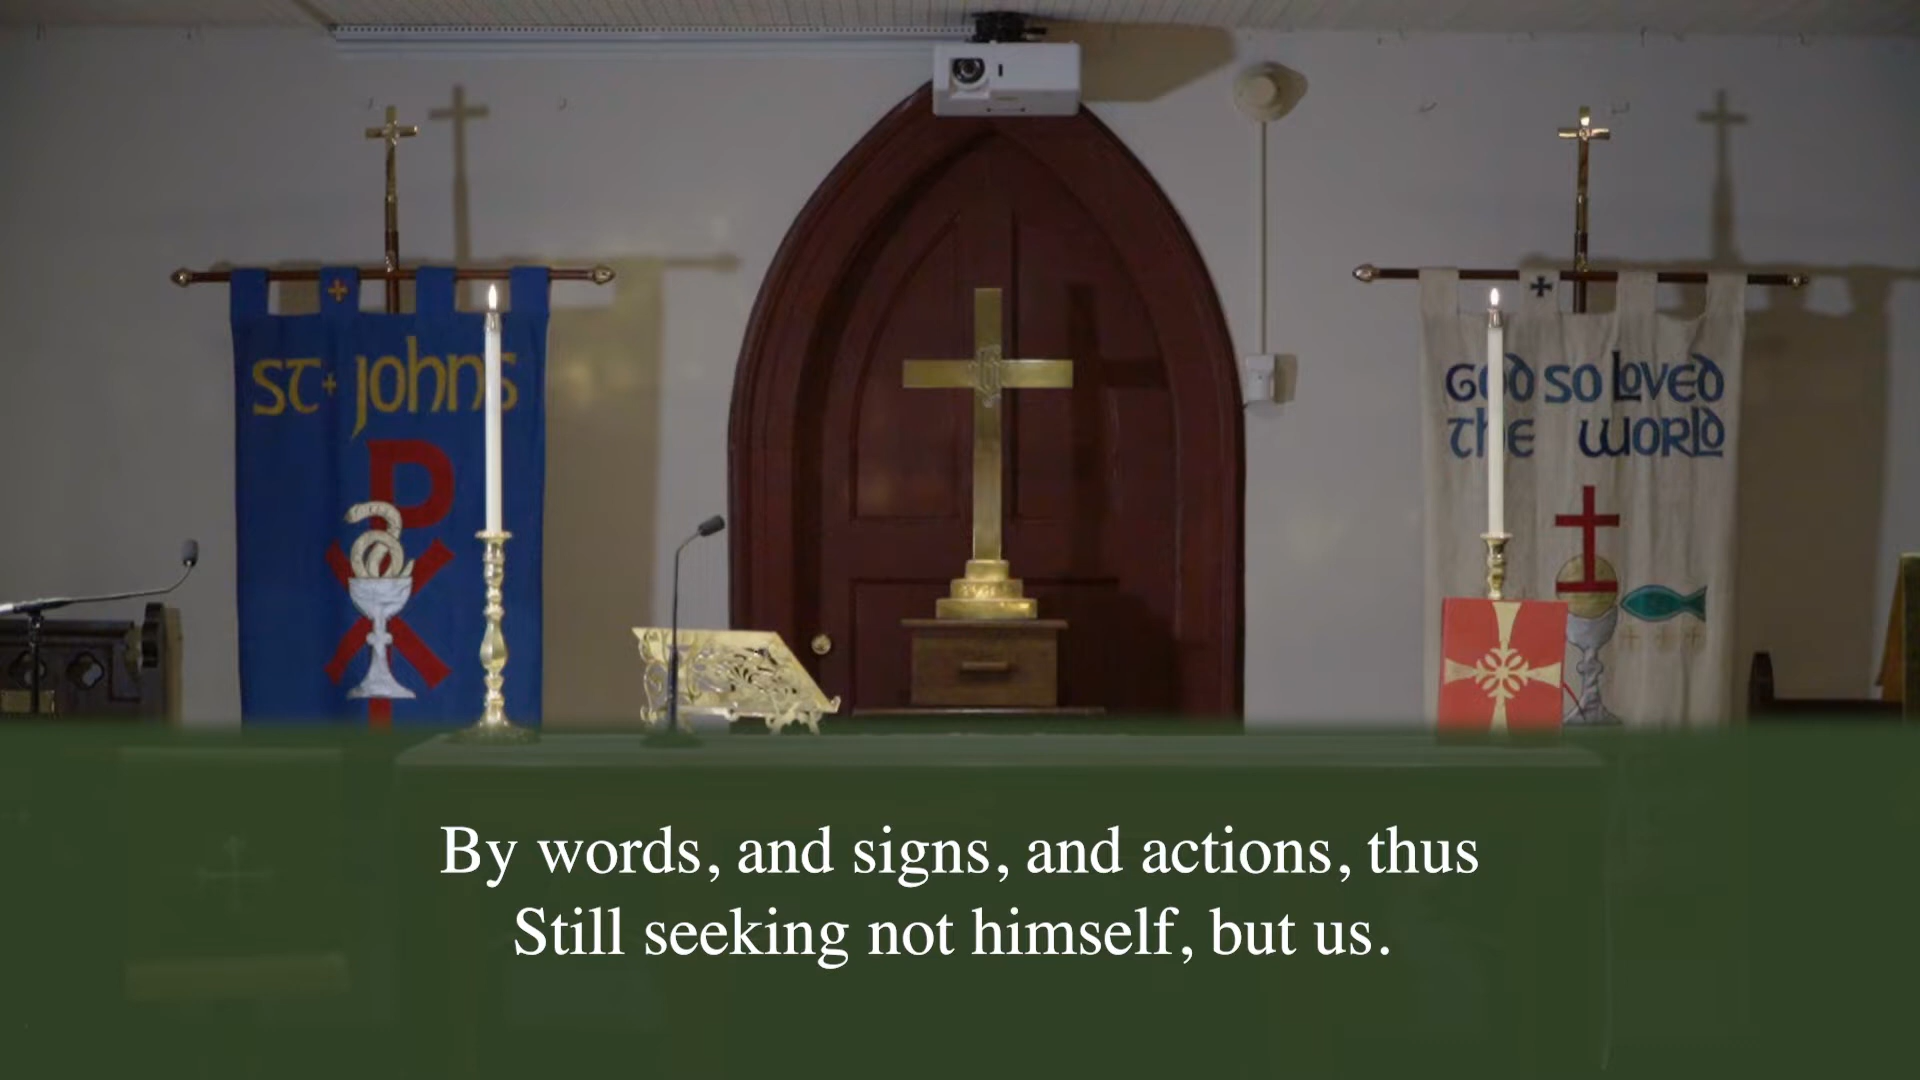 St+John's
God so loved
the world
By words, and signs, and actions, thus
Still seeking not himself, but us.